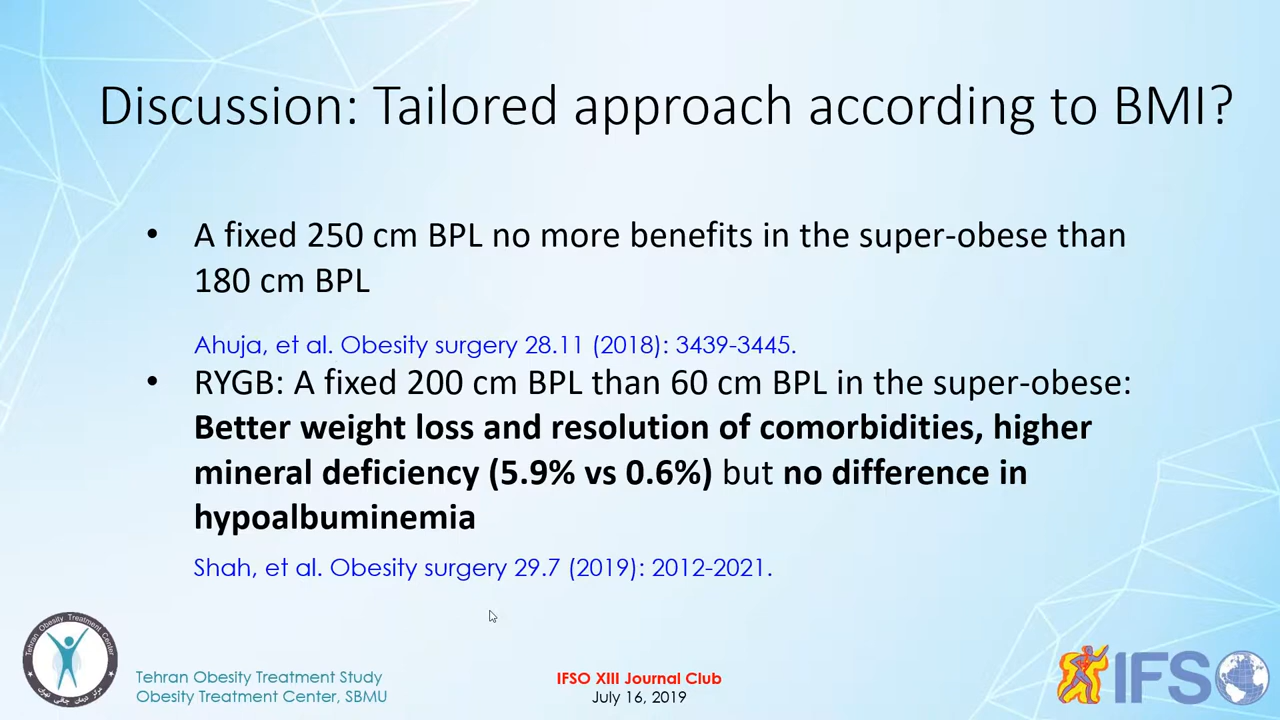 Discussion: Tailored approach according to BMI?
• A fixed 250 cm BPL no more benefits in the super-obese than
180 cm BPL
Ahuja, et al. Obesity surgery 28.11 (2018): 3439-3445.
• RYGB: A fixed 200 cm BPL than 60 cm BPL in the super-obese:
Better weight loss and resolution of comorbidities, higher
mineral deficiency (5.9% vs 0.6%) but no difference in
hypoalbuminemia
Shah, et al. Obesity surgery 29.7 (2019): 2012-2021.
Tehran Obesity Treatment Center
Tehran Obesity Treatment Study
Obesity Treatment Center, SBMU
IFSO XIII Journal Club
July 16, 2019
IFSO